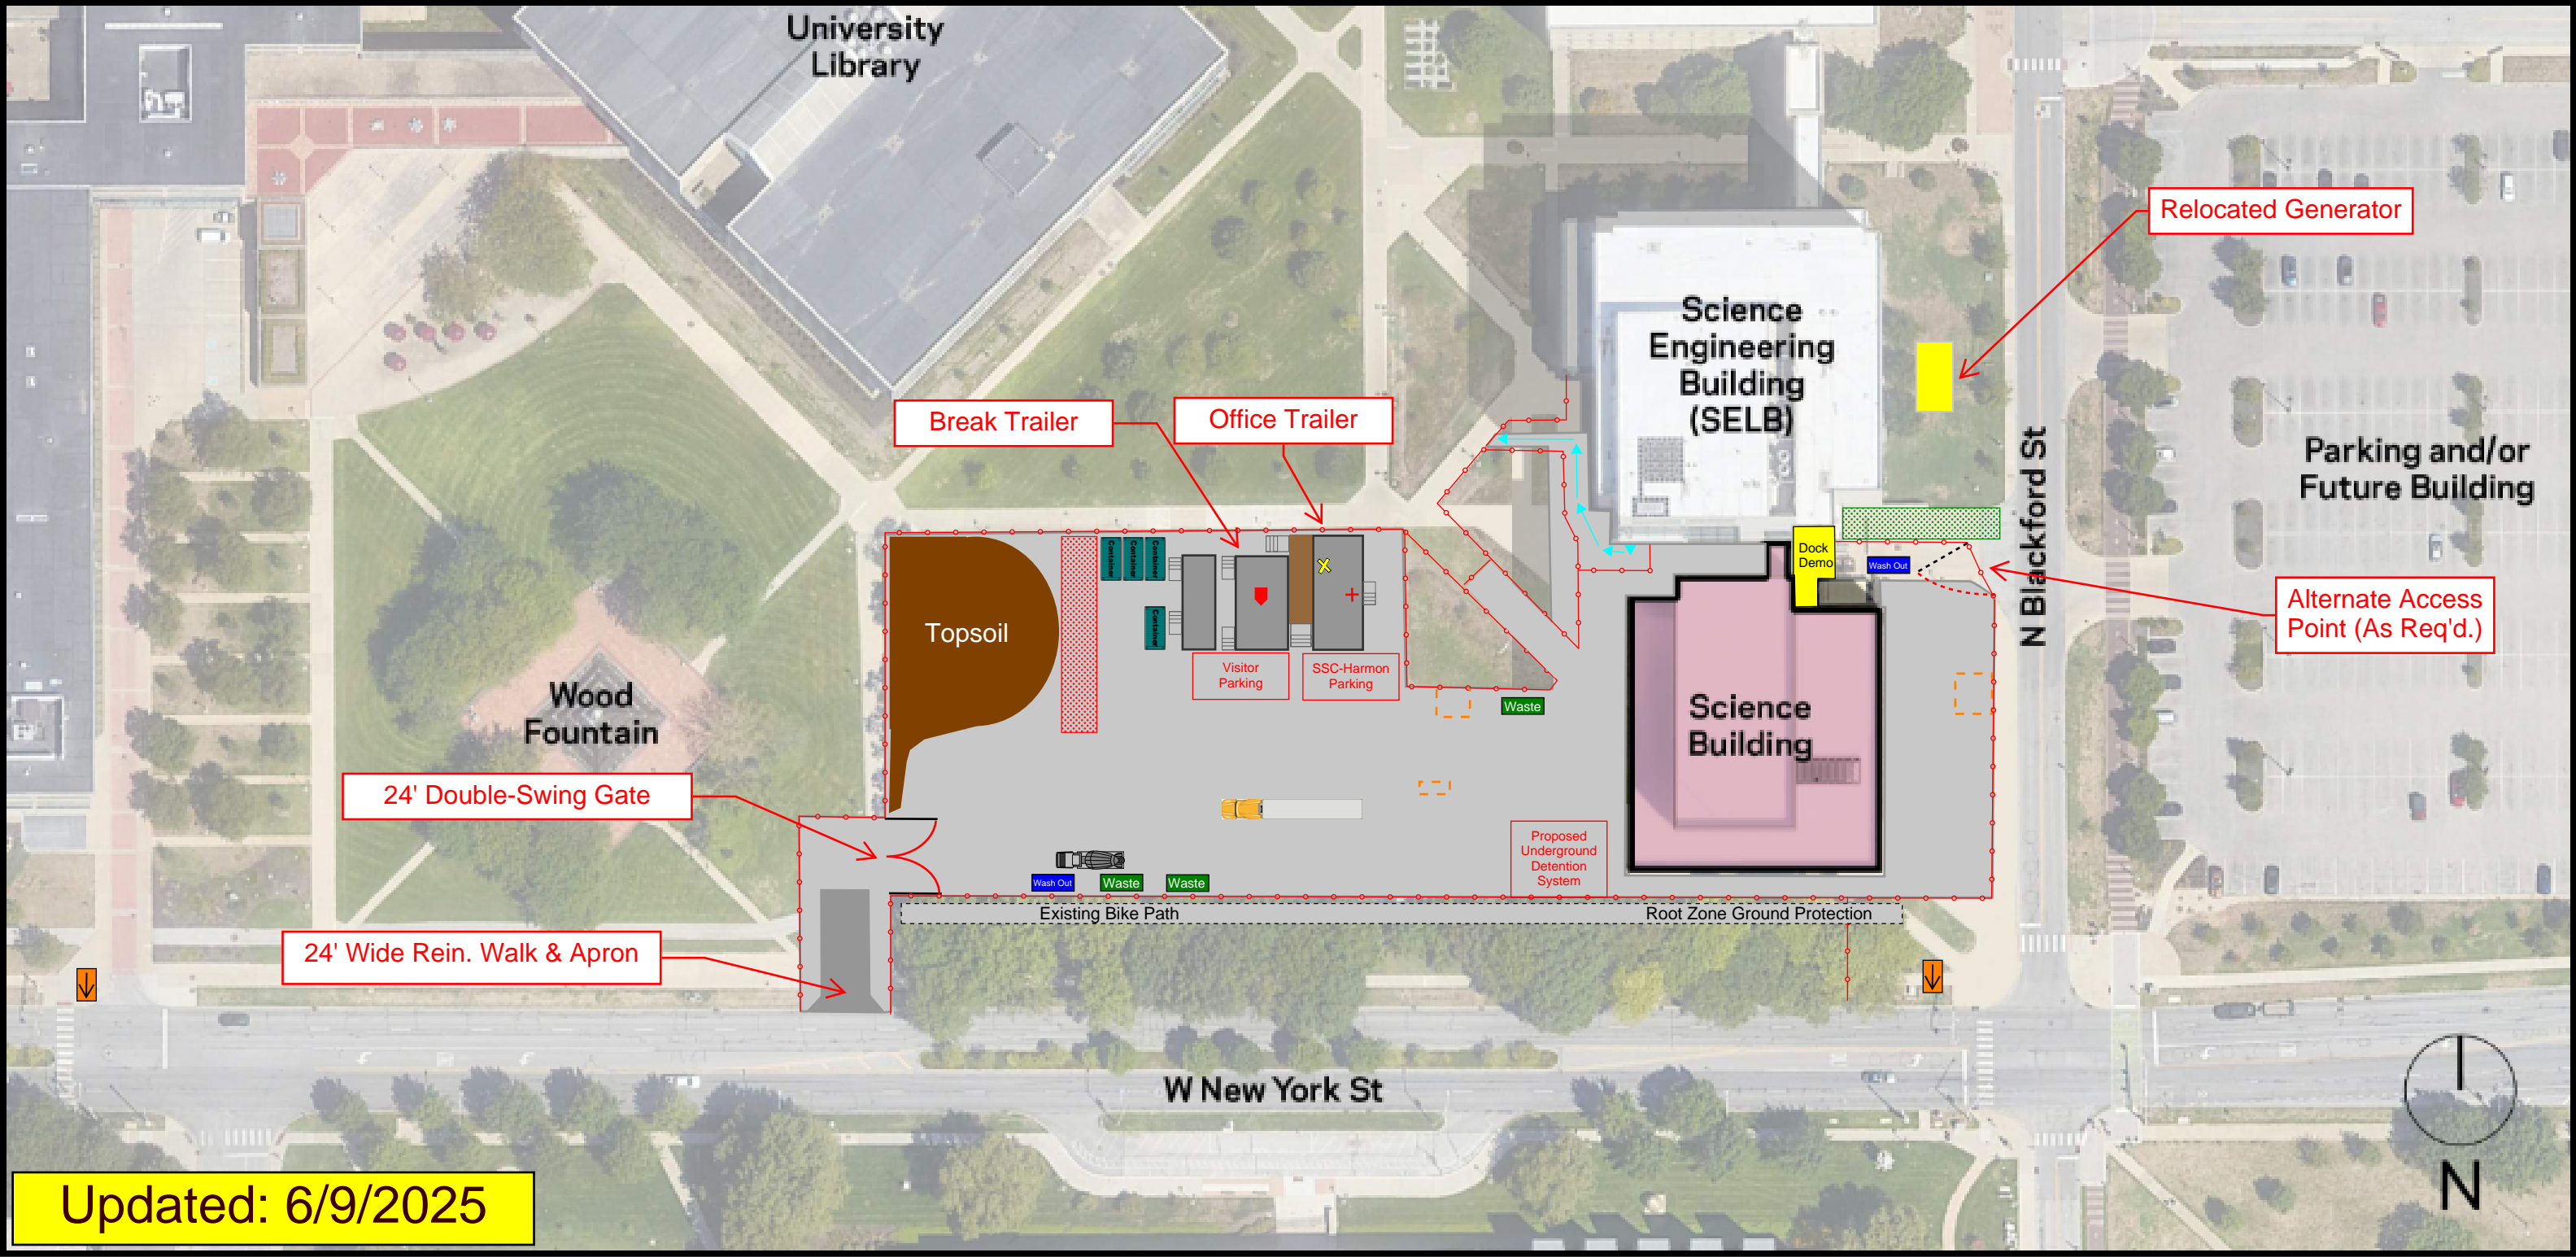 University
Library
Relocated Generator
Science
Engineering
Building
(SELB)
Break Trailer
Office Trailer
N Blackford St
Parking and/or
Future Building
Container
Container
Container
Container
Dock
Demo
Wash Out
Alternate Access
Point (As Req'd.)
Topsoil
Visitor
Parking
SSC-Harmon
Parking
Waste
Wood
Fountain
Science
Building
24' Double-Swing Gate
Proposed
Underground
Detention
System
Wash Out
Waste
Waste
Existing Bike Path
Root Zone Ground Protection
24' Wide Rein. Walk & Apron
W New York St
N
Updated: 6/9/2025